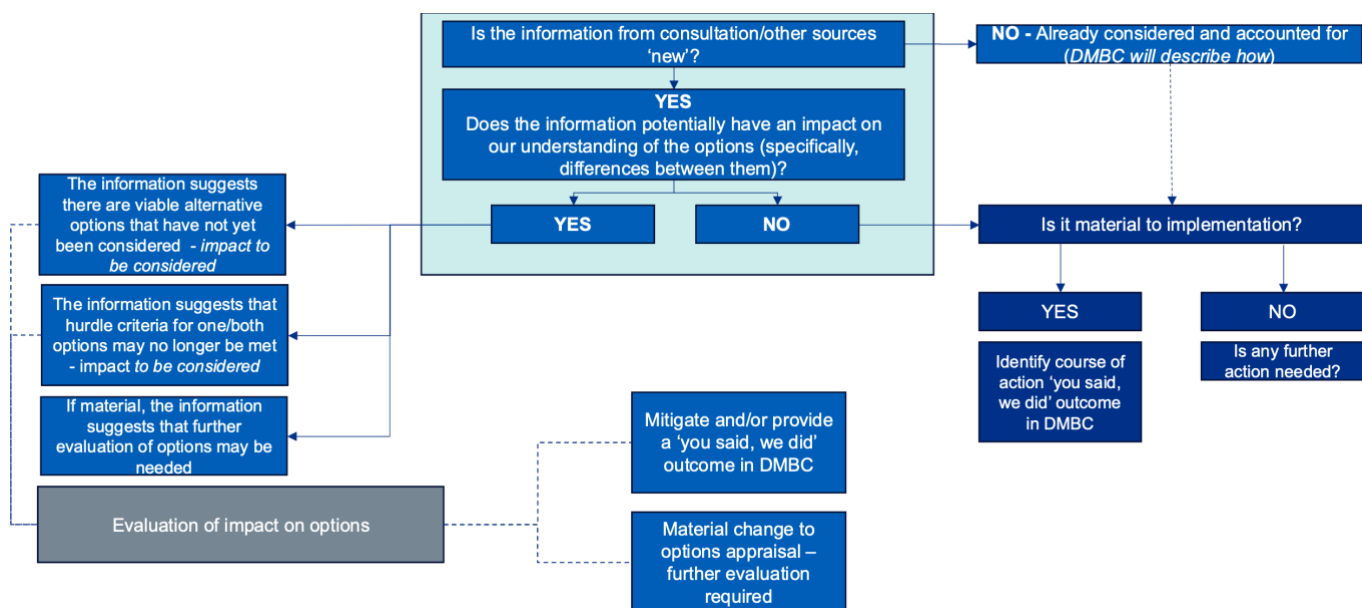 Is the information from consultation/other sources
‘new’?
NO - Already considered and accounted for
(DMBC will describe how)
YES
Does the information potentially have an impact on
our understanding of the options (specifically,
differences between them)?
YES
NO
Is it material to implementation?
The information suggests
there are viable alternative
options that have not yet
been considered - impact to
be considered
The information suggests that
hurdle criteria for one/both
options may no longer be met
- impact to be considered
If material, the information
suggests that further
evaluation of options may be
needed
YES
NO
Identify course of
action ‘you said,
we did’ outcome
in DMBC
Is any further
action needed?
Evaluation of impact on options
Mitigate and/or provide
a ‘you said, we did’
outcome in DMBC
Material change to
options appraisal –
further evaluation
required